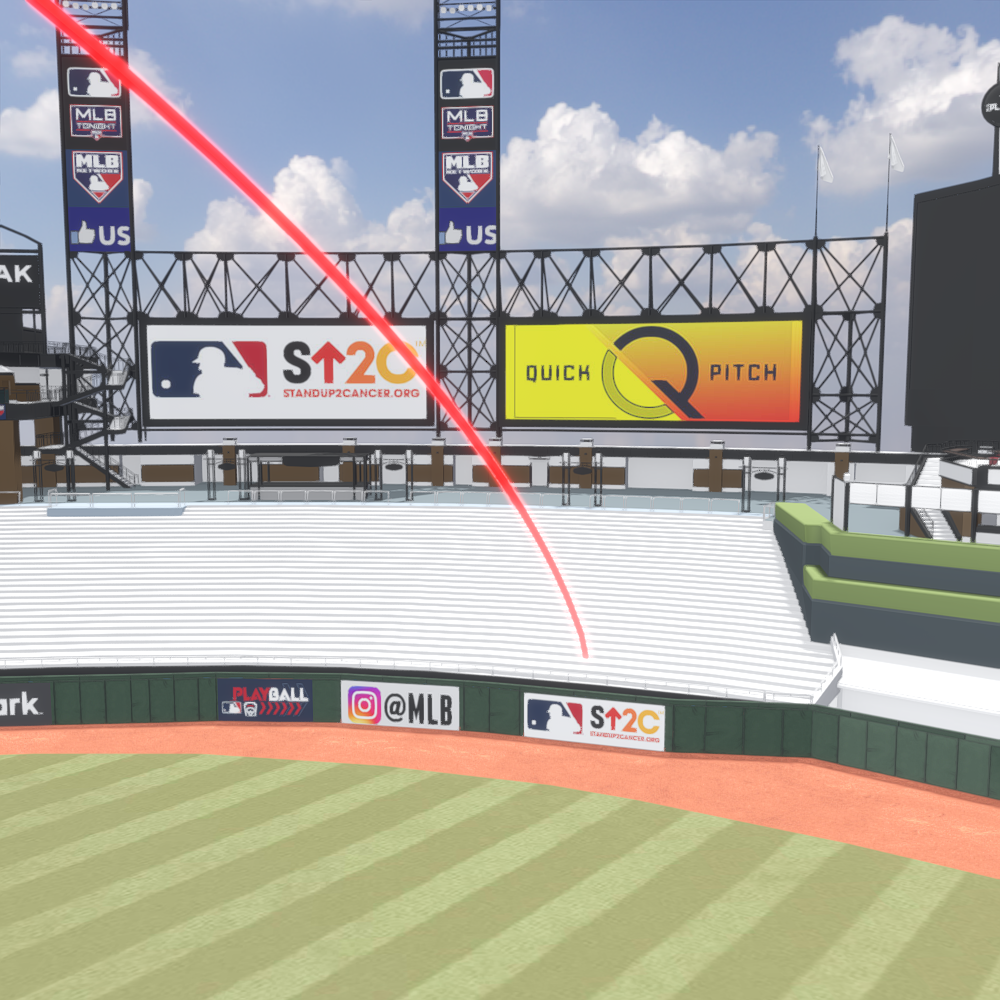 MLB
TONIGHT
MLB
NETWORK
US
MLB
TONIGHT
MLB
NETWORK
US
AK
S↑2C™
STANDUP2CANCER.ORG
QUICK PITCH
ark
PLAYBALL
@MLB
S↑2C
STANDUP2CANCER.ORG